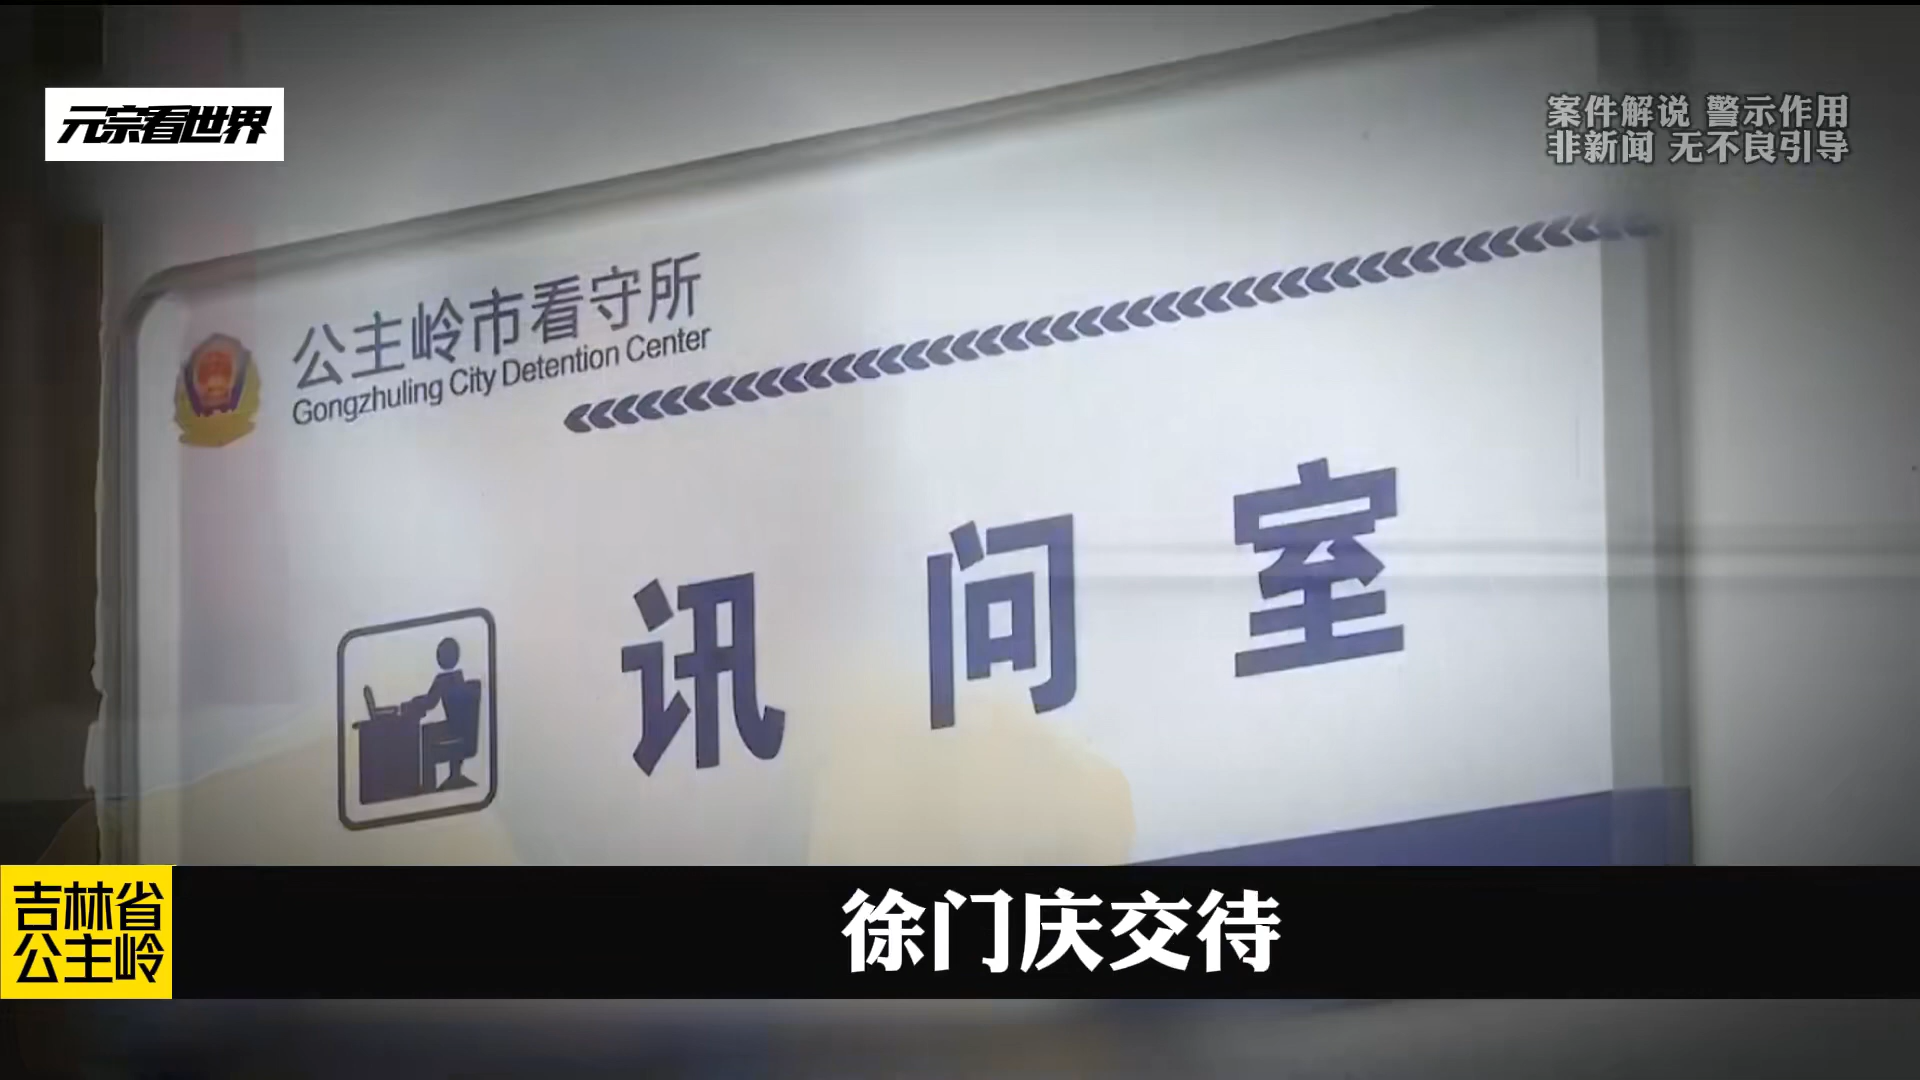 元宗看世界
案件解说 警示作用
非新闻 无不良引导
公主岭市看守所
Gongzhuling City Detention Center
讯问室
吉林省
公主岭
徐门庆交待